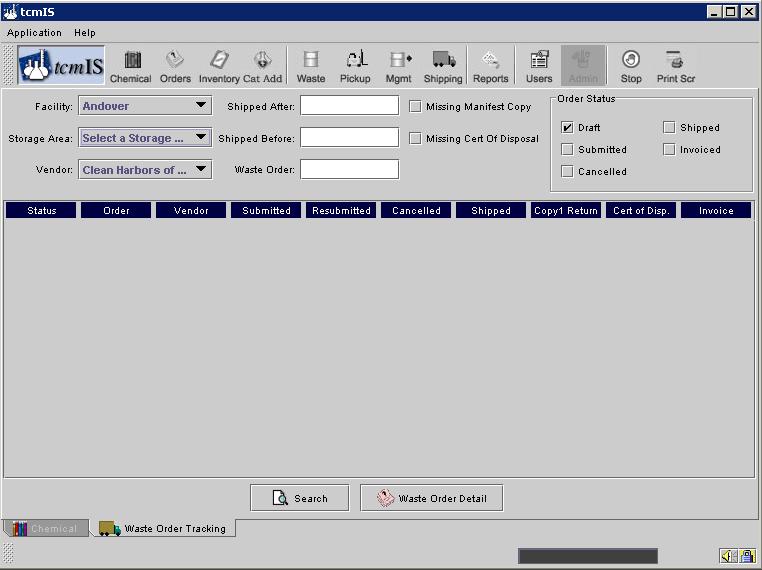 tcmIS
Application Help
tcmIS Chemical Orders Inventory Cat Add Waste Pickup Mgmt Shipping Reports Users Admin Stop Print Scr
Facility: Andover Shipped After: Missing Manifest Copy Order Status
Draft Shipped
Storage Area: Select a Storage ... Shipped Before: Missing Cert Of Disposal
Submitted Invoiced
Vendor: Clean Harbors of ... Waste Order:
Cancelled
Status Order Vendor Submitted Resubmitted Cancelled Shipped Copy1 Return Cert of Disp. Invoice
Search Waste Order Detail
Chemical Waste Order Tracking